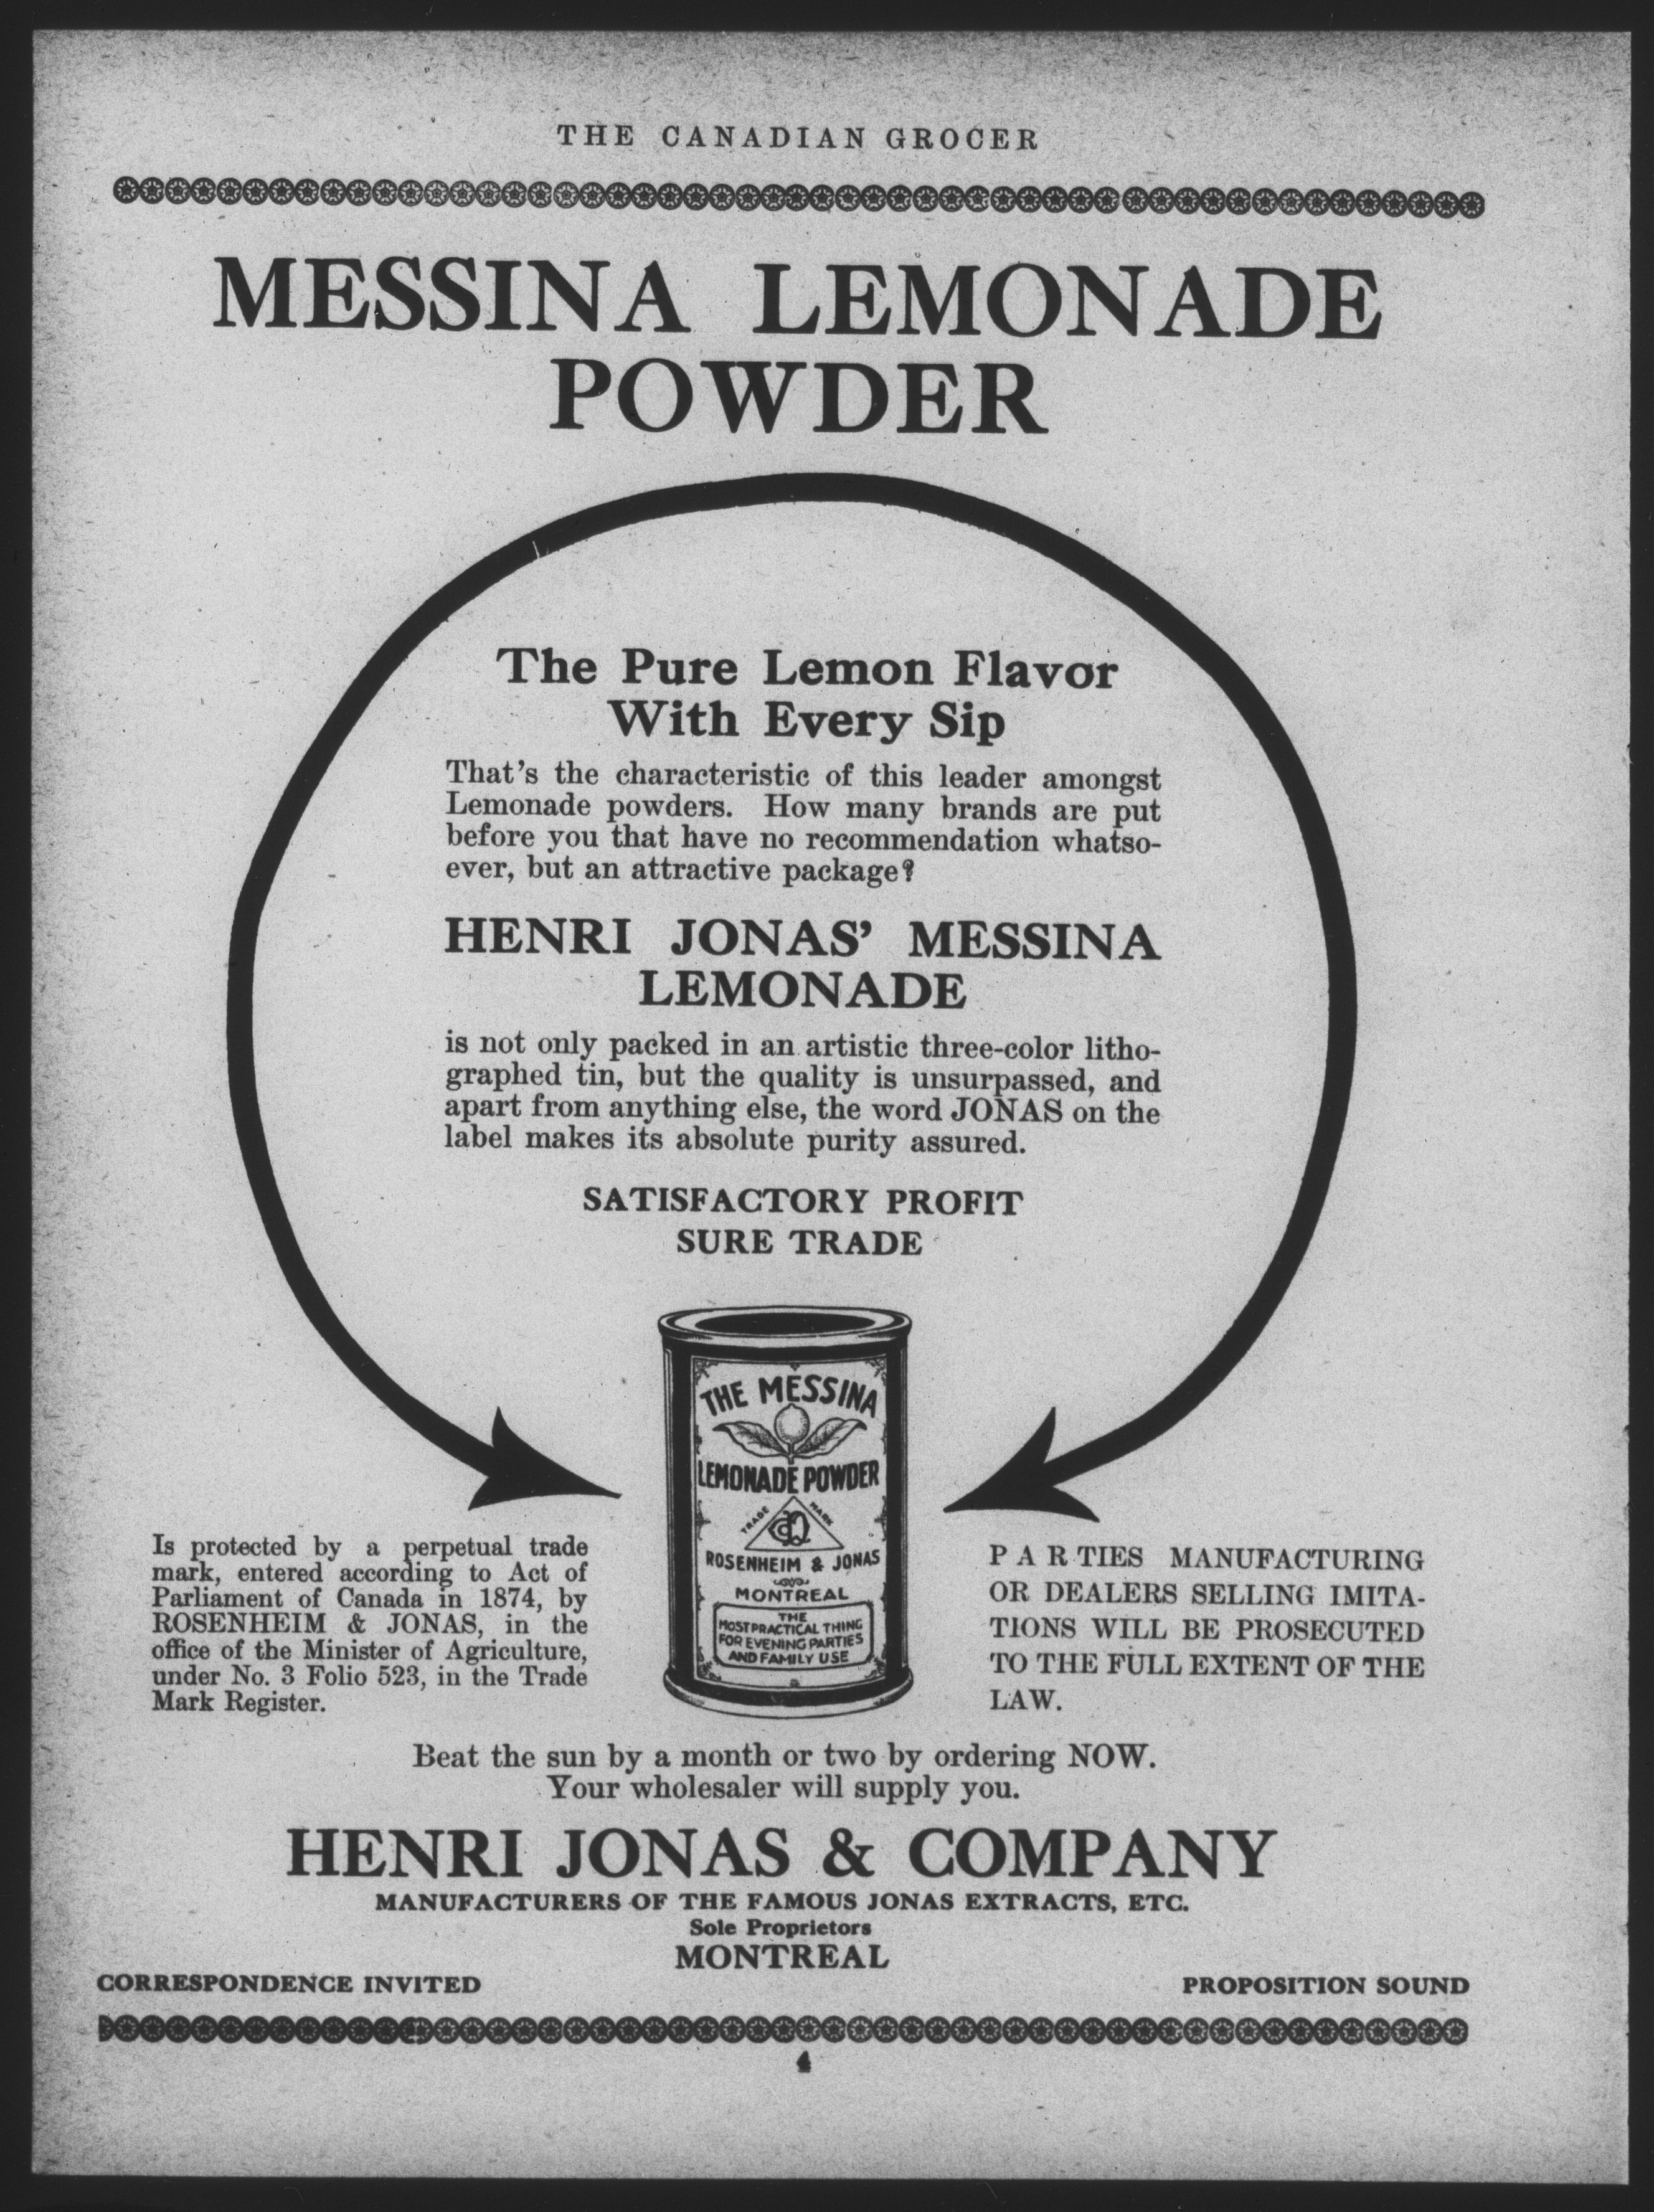 THE CANADIAN GROCER
MESSINA LEMONADE
POWDER
The Pure Lemon Flavor
With Every Sip
That's the characteristic of this leader amongst
Lemonade powders. How many brands are put
before you that have no recommendation whatso-
ever, but an attractive package?
HENRI JONAS' MESSINA
LEMONADE
is not only packed in an artistic three-color litho-
graphed tin, but the quality is unsurpassed, and
apart from anything else, the word JONAS on the
label makes its absolute purity assured.
SATISFACTORY PROFIT
SURE TRADE
THE MESSINA
LEMONADE POWDER
TRADE MARK
ROSENHEIM & JONAS
MONTREAL
THE
MOST PRACTICAL THING
FOR EVENING PARTIES
AND FAMILY USE
Is protected by a perpetual trade
mark, entered according to Act of
Parliament of Canada in 1874, by
ROSENHEIM & JONAS, in the
office of the Minister of Agriculture,
under No. 3 Folio 523, in the Trade
Mark Register.
PARTIES MANUFACTURING
OR DEALERS SELLING IMITA-
TIONS WILL BE PROSECUTED
TO THE FULL EXTENT OF THE
LAW.
Beat the sun by a month or two by ordering NOW.
Your wholesaler will supply you.
HENRI JONAS & COMPANY
MANUFACTURERS OF THE FAMOUS JONAS EXTRACTS, ETC.
Sole Proprietors
MONTREAL
CORRESPONDENCE INVITED
PROPOSITION SOUND
4